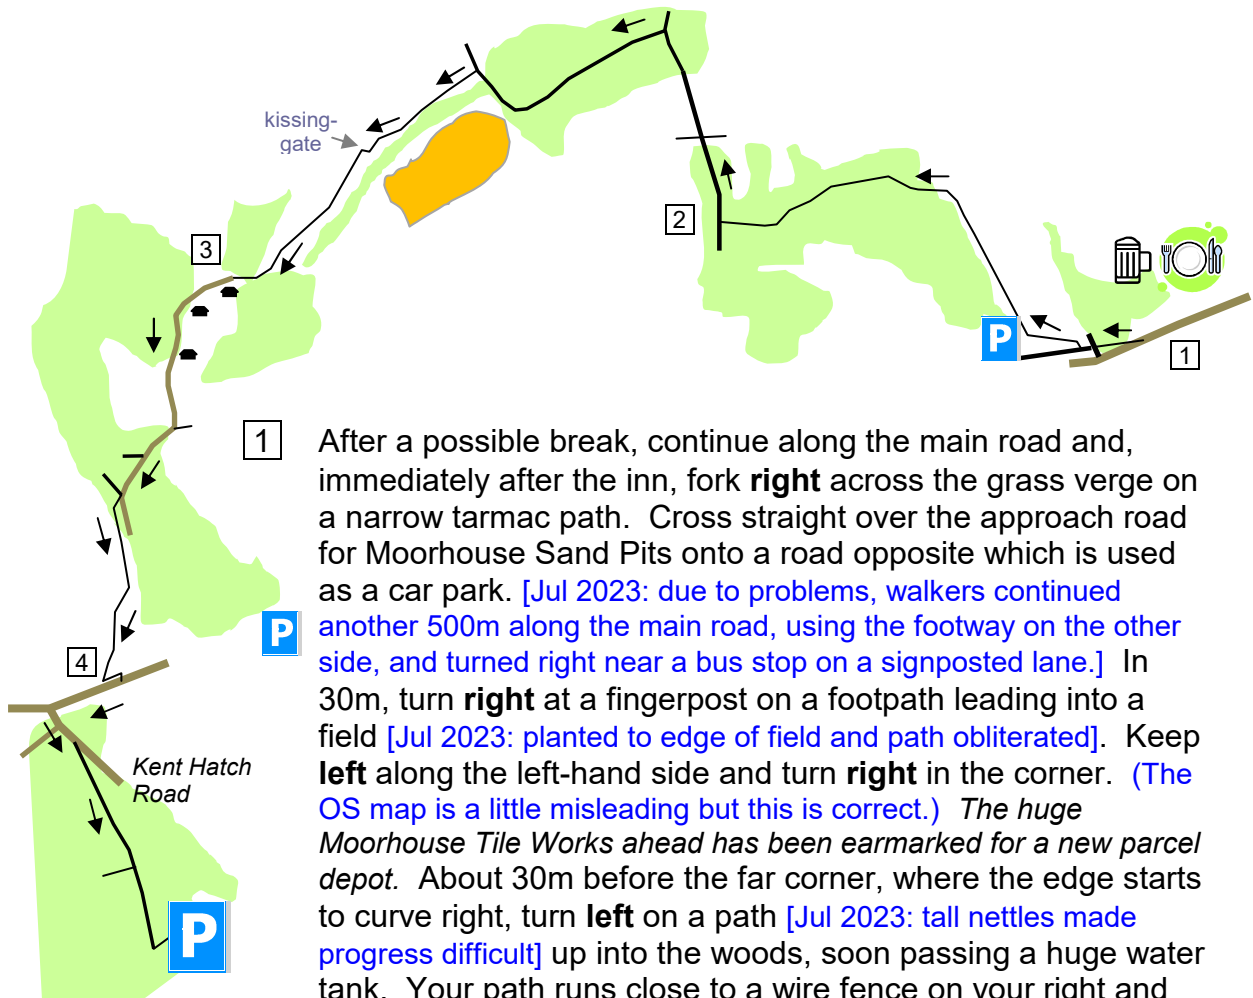 kissing-
gate
2
3
P
1
1
After a possible break, continue along the main road and,
immediately after the inn, fork right across the grass verge on
a narrow tarmac path.  Cross straight over the approach road
for Moorhouse Sand Pits onto a road opposite which is used
as a car park. [Jul 2023: due to problems, walkers continued
another 500m along the main road, using the footway on the other
side, and turned right near a bus stop on a signposted lane.]  In
30m, turn right at a fingerpost on a footpath leading into a
field [Jul 2023: planted to edge of field and path obliterated].  Keep
left along the left-hand side and turn right in the corner.  (The
OS map is a little misleading but this is correct.)  The huge
Moorhouse Tile Works ahead has been earmarked for a new parcel
depot.  About 30m before the far corner, where the edge starts
to curve right, turn left on a path [Jul 2023: tall nettles made
progress difficult] up into the woods, soon passing a huge water
tank.  Your path runs close to a wire fence on your right and
P
4
Kent Hatch
Road
P